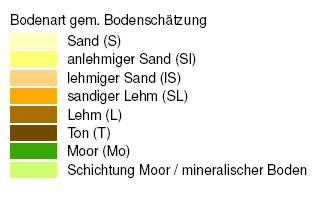 Bodenart gem. Bodenschätzung
Sand (S)
anlehmiger Sand (Sl)
lehmiger Sand (lS)
sandiger Lehm (SL)
Lehm (L)
Ton (T)
Moor (Mo)
Schichtung Moor / mineralischer Boden